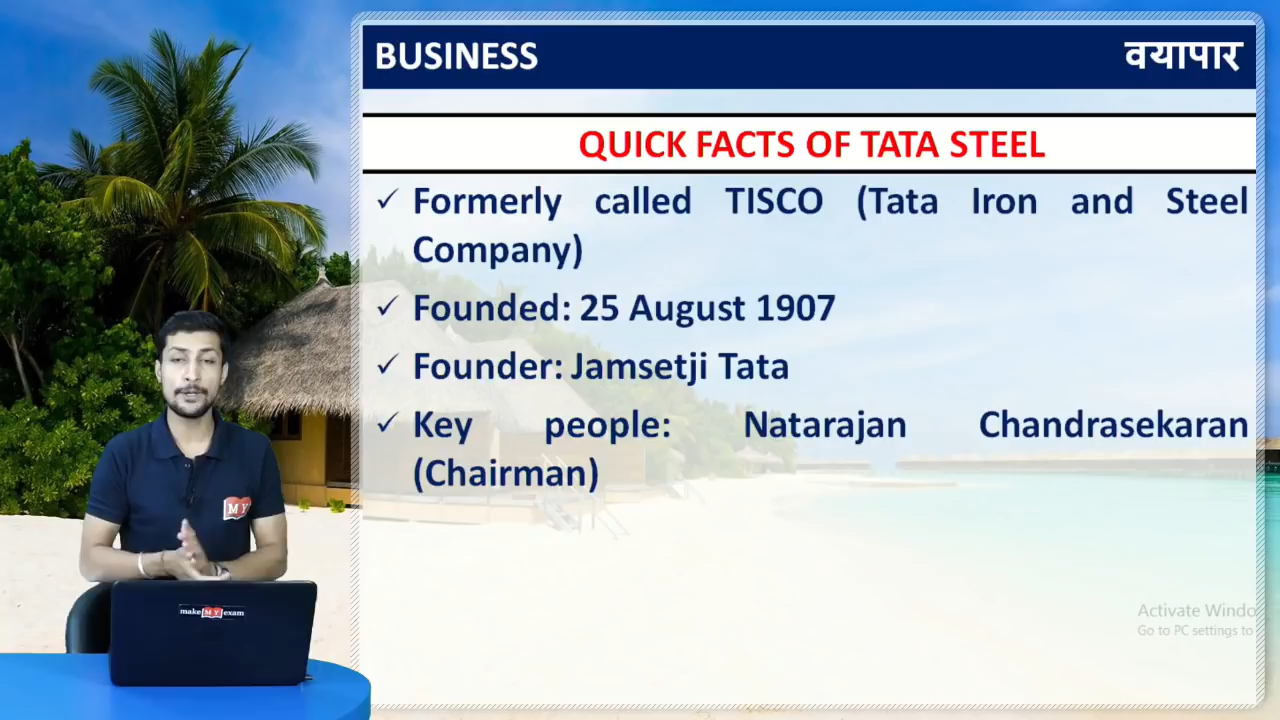 BUSINESS
वयापार
QUICK FACTS OF TATA STEEL
✓ Formerly called TISCO (Tata Iron and Steel
Company)
✓ Founded: 25 August 1907
✓ Founder: Jamsetji Tata
✓ Key people: Natarajan Chandrasekaran
(Chairman)
MY
make MY exam
Activate Windo
Go to PC settings to